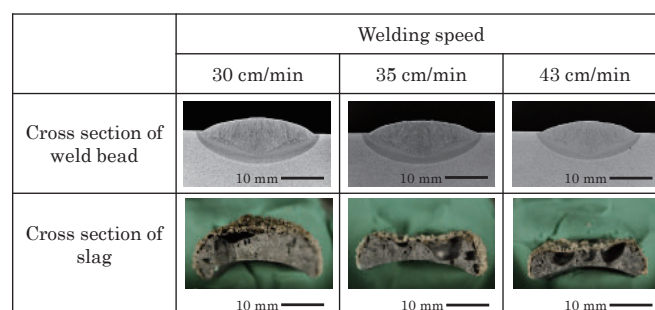 Welding speed
30 cm/min 35 cm/min 43 cm/min
Cross section of
weld bead
10 mm 10 mm 10 mm
Cross section of
slag
10 mm 10 mm 10 mm